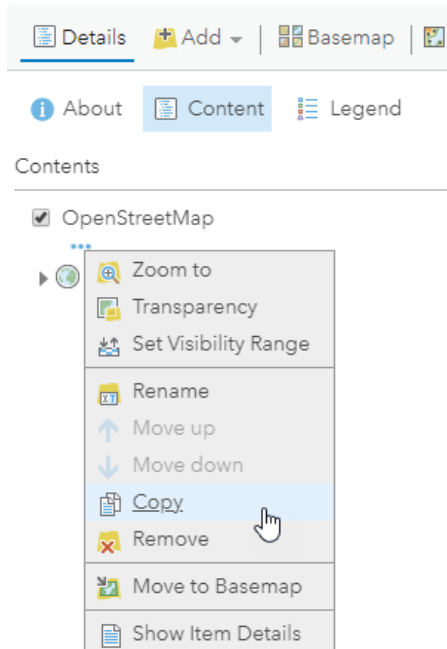 Details Add Basemap
About Content Legend
Contents
OpenStreetMap
Zoom to
Transparency
Set Visibility Range
Rename
Move up
Move down
Copy
Remove
Move to Basemap
Show Item Details